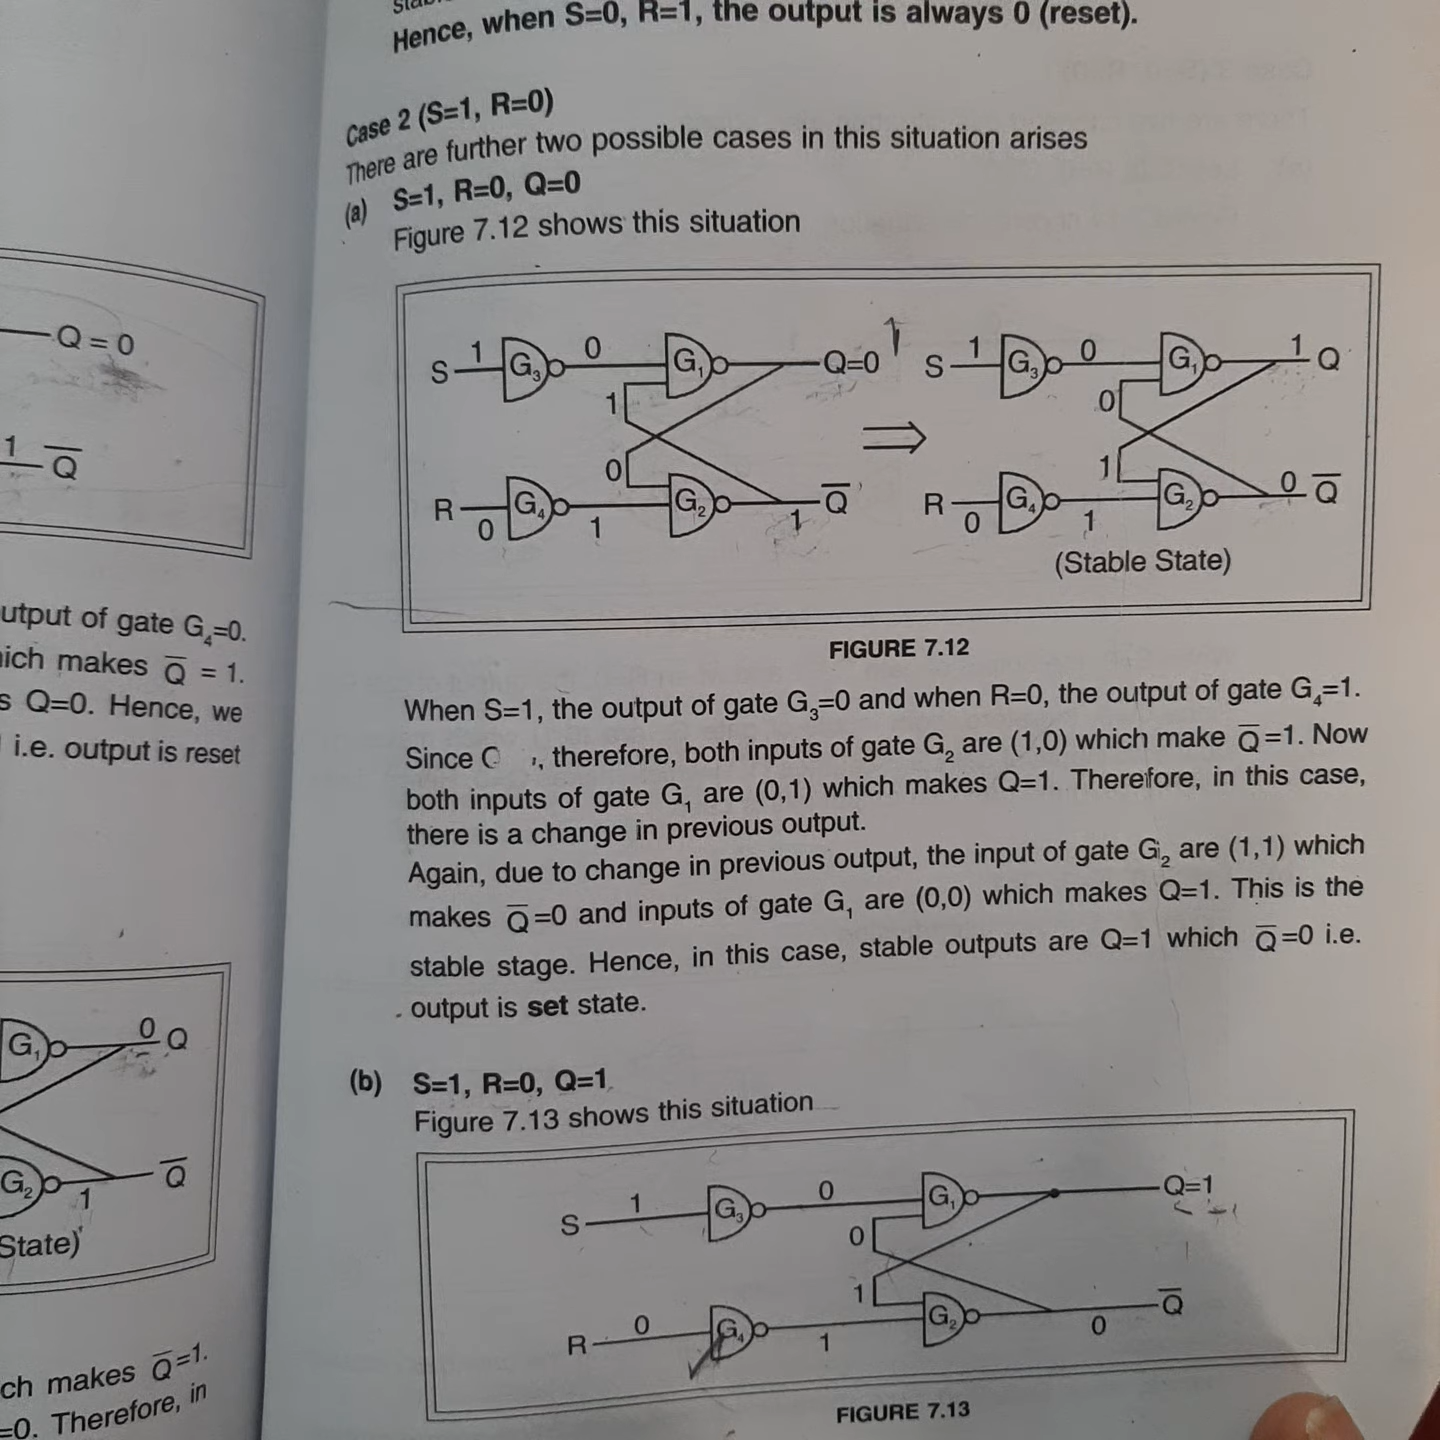 Hence, when S=0, R=1, the output is always 0 (reset).
Case 2 (S=1, R=0)
There are further two possible cases in this situation arises
(a) S=1, R=0, Q=0
Figure 7.12 shows this situation
S 1 G₃ 0 G₁ Q=0 1 S 1 G₃ 0 G₁ 1 Q
1 0
0 1
R 0 G₄ 1 G₂ 1 Q̅ R 0 G₄ 1 G₂ 0 Q̅
(Stable State)
FIGURE 7.12
When S=1, the output of gate G₃=0 and when R=0, the output of gate G₄=1.
Since , therefore, both inputs of gate G₂ are (1,0) which make Q̅=1. Now
both inputs of gate G₁ are (0,1) which makes Q=1. Therefore, in this case,
there is a change in previous output.
Again, due to change in previous output, the input of gate G₂ are (1,1) which
makes Q̅=0 and inputs of gate G₁ are (0,0) which makes Q=1. This is the
stable stage. Hence, in this case, stable outputs are Q=1 which Q̅=0 i.e.
output is set state.
(b) S=1, R=0, Q=1
Figure 7.13 shows this situation
S 1 G₃ 0 G₁ Q=1
0
1
R 0 G₄ 1 G₂ 0 Q̅
FIGURE 7.13
Q = 0
1 Q̅
utput of gate G₄=0.
ich makes Q̅ = 1.
s Q=0. Hence, we
i.e. output is reset
G₁ 0 Q
G₂ 1 Q̅
State)
ch makes Q̅=1.
=0. Therefore, in